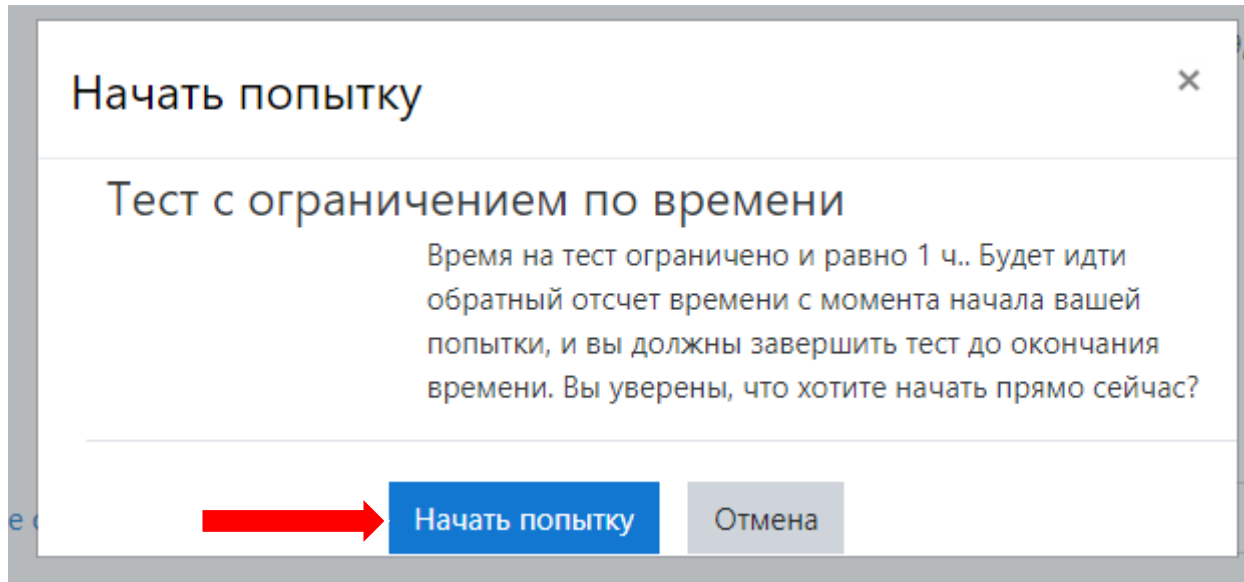 Начать попытку
×
Тест с ограничением по времени
Время на тест ограничено и равно 1 ч.. Будет идти
обратный отсчет времени с момента начала вашей
попытки, и вы должны завершить тест до окончания
времени. Вы уверены, что хотите начать прямо сейчас?
Начать попытку
Отмена